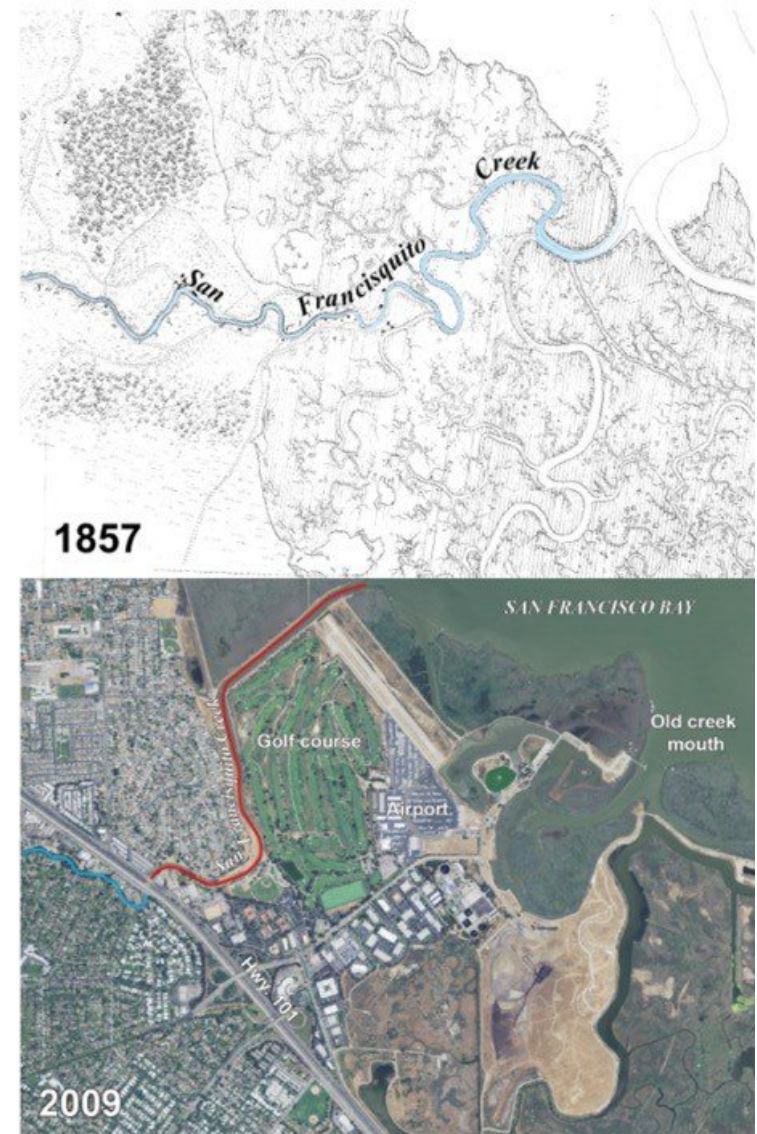 San
Francisquito
Creek
1857
SAN FRANCISCO BAY
Old creek
mouth
Golf course
San Francisquito Creek
Airport
Hwy. 101
2009